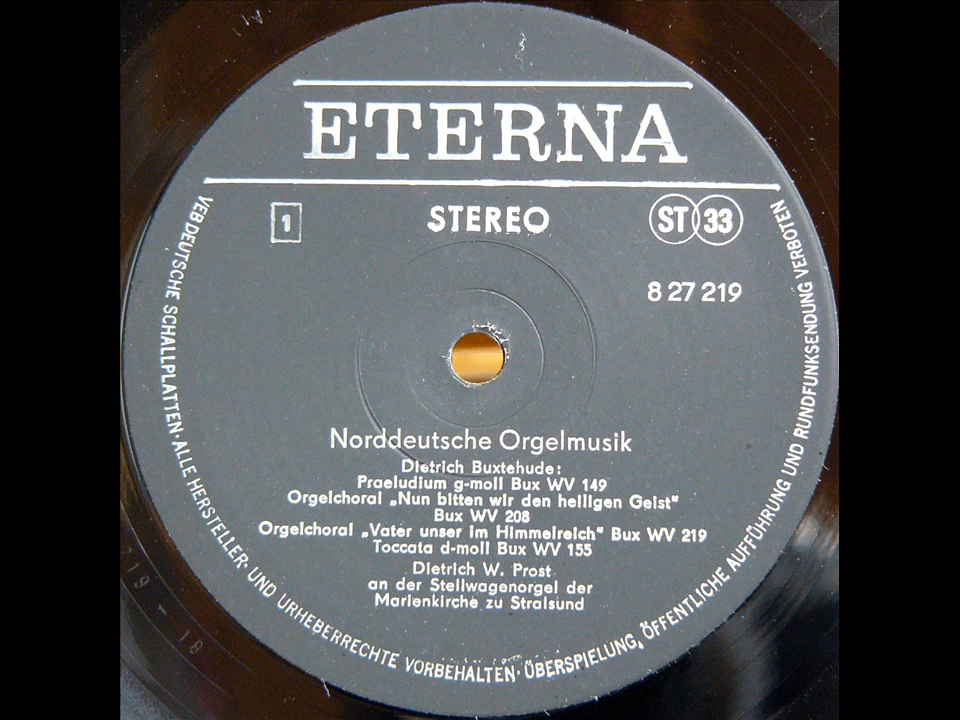 ETERNA
1
STEREO
ST 33
8 27 219
Norddeutsche Orgelmusik
Dietrich Buxtehude:
Praeludium g-moll Bux WV 149
Orgelchoral „Nun bitten wir den heiligen Geist"
Bux WV 208
Orgelchoral „Vater unser im Himmelreich" Bux WV 219
Toccata d-moll Bux WV 155
Dietrich W. Prost
an der Stellwagenorgel der
Marienkirche zu Stralsund
VEB DEUTSCHE SCHALLPLATTEN · ALLE HERSTELLER- UND URHEBERRECHTE VORBEHALTEN · ÜBERSPIELUNG, ÖFFENTLICHE AUFFÜHRUNG UND RUNDFUNKSENDUNG VERBOTEN